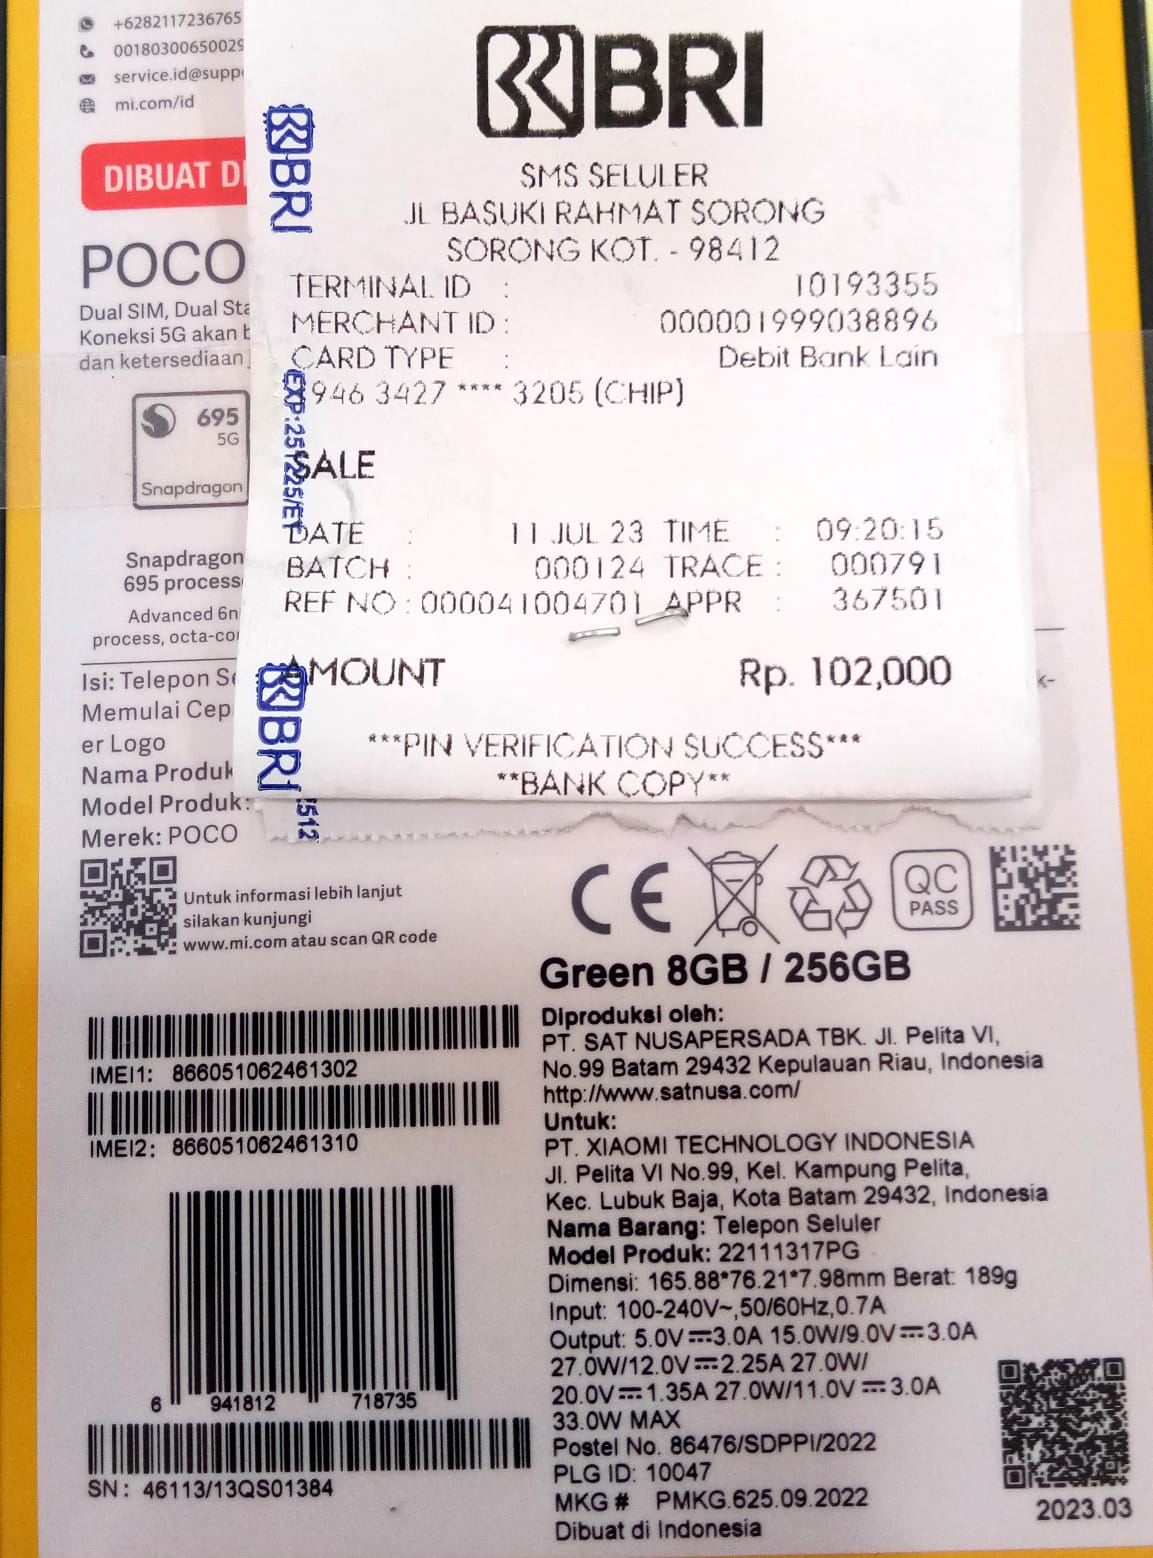 +6282117236765
00180300650029
service.id@supp
mi.com/id
DIBUAT DI
POCO
Dual SIM, Dual Sta
Koneksi 5G akan b
dan ketersediaan
695
5G
Snapdragon
Snapdragon
695 process
Advanced 6n
process, octa-co
Isi: Telepon Se
Memulai Cep
er Logo
Nama Produk
Model Produk:
Merek: POCO
k-
BRI
SMS SELULER
JL BASUKI RAHMAT SORONG
SORONG KOT. - 98412
TERMINAL ID : 10193355
MERCHANT ID : 000001999038896
CARD TYPE : Debit Bank Lain
946 3427 **** 3205 (CHIP)
SALE
DATE : 11 JUL 23 TIME : 09:20:15
BATCH : 000124 TRACE : 000791
REF NO : 000041004701 APPR : 367501
AMOUNT Rp. 102,000
***PIN VERIFICATION SUCCESS***
**BANK COPY**
BRI
EXP:251225/ET
BRI
1512
Untuk informasi lebih lanjut
silakan kunjungi
www.mi.com atau scan QR code
CE
QC
PASS
Green 8GB / 256GB
Diproduksi oleh:
PT. SAT NUSAPERSADA TBK. Jl. Pelita VI,
No.99 Batam 29432 Kepulauan Riau, Indonesia
http://www.satnusa.com/
Untuk:
PT. XIAOMI TECHNOLOGY INDONESIA
Jl. Pelita VI No.99, Kel. Kampung Pelita,
Kec. Lubuk Baja, Kota Batam 29432, Indonesia
Nama Barang: Telepon Seluler
Model Produk: 22111317PG
Dimensi: 165.88*76.21*7.98mm Berat: 189g
Input: 100-240V~,50/60Hz,0.7A
Output: 5.0V⎓3.0A 15.0W/9.0V⎓3.0A
27.0W/12.0V⎓2.25A 27.0W/
20.0V⎓1.35A 27.0W/11.0V⎓3.0A
33.0W MAX
Postel No. 86476/SDPPI/2022
PLG ID: 10047
MKG # PMKG.625.09.2022
Dibuat di Indonesia
2023.03
IMEI1: 866051062461302
IMEI2: 866051062461310
6 941812 718735
SN: 46113/13QS01384